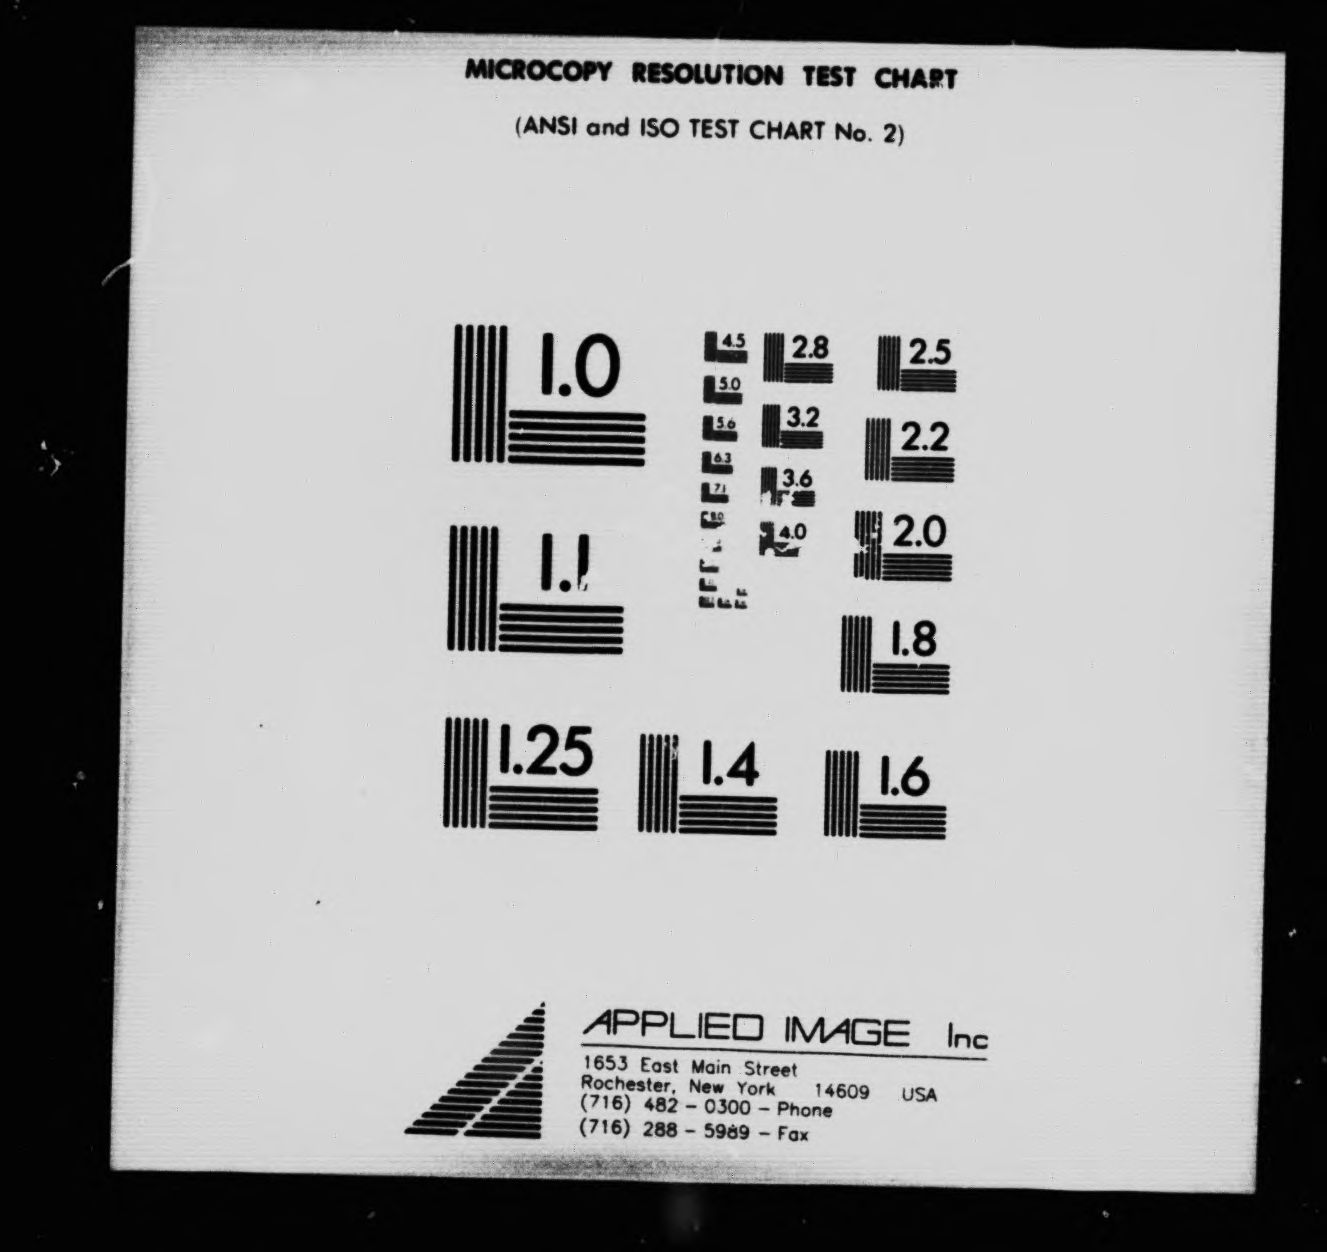 MICROCOPY RESOLUTION TEST CHART
(ANSI and ISO TEST CHART No. 2)
1.0
4.5
2.8
2.5
5.0
3.2
2.2
5.6
6.3
3.6
7.1
8.0
4.0
2.0
1.1
1.8
1.25
1.4
1.6
APPLIED IMAGE Inc
1653 East Main Street
Rochester, New York 14609 USA
(716) 482 - 0300 - Phone
(716) 288 - 5989 - Fax